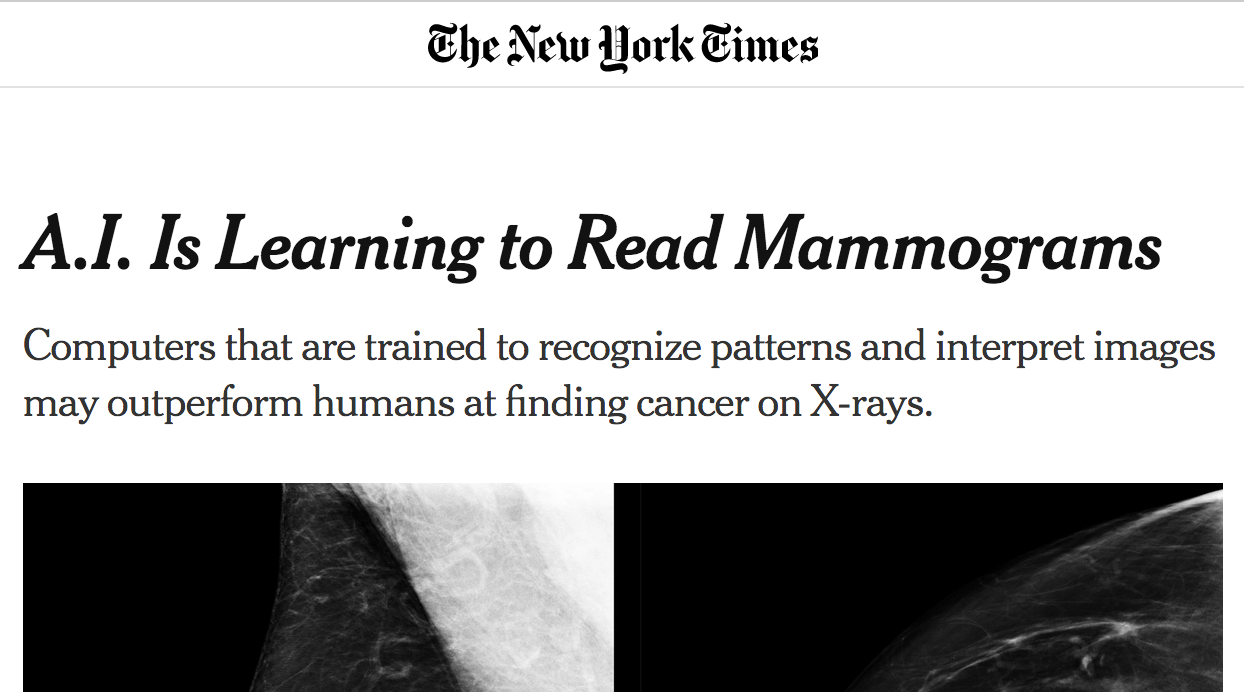 The New York Times
A.I. Is Learning to Read Mammograms
Computers that are trained to recognize patterns and interpret images
may outperform humans at finding cancer on X-rays.